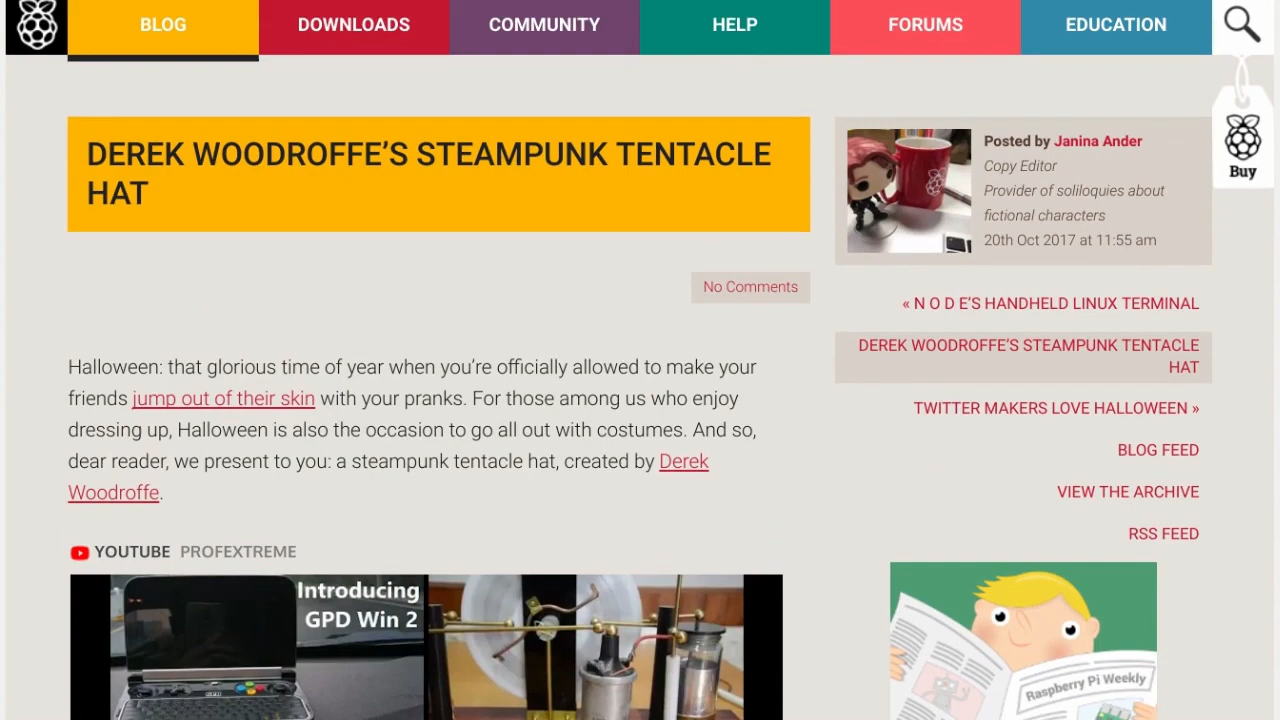 BLOG
DOWNLOADS
COMMUNITY
HELP
FORUMS
EDUCATION
Buy
DEREK WOODROFFE’S STEAMPUNK TENTACLE
HAT
No Comments
Halloween: that glorious time of year when you’re officially allowed to make your
friends jump out of their skin with your pranks. For those among us who enjoy
dressing up, Halloween is also the occasion to go all out with costumes. And so,
dear reader, we present to you: a steampunk tentacle hat, created by Derek
Woodroffe.
YOUTUBE PROFEXTREME
Introducing
GPD Win 2
Posted by Janina Ander
Copy Editor
Provider of soliloquies about
fictional characters
20th Oct 2017 at 11:55 am
« N O D E’S HANDHELD LINUX TERMINAL
DEREK WOODROFFE’S STEAMPUNK TENTACLE
HAT
TWITTER MAKERS LOVE HALLOWEEN »
BLOG FEED
VIEW THE ARCHIVE
RSS FEED
Raspberry Pi Weekly